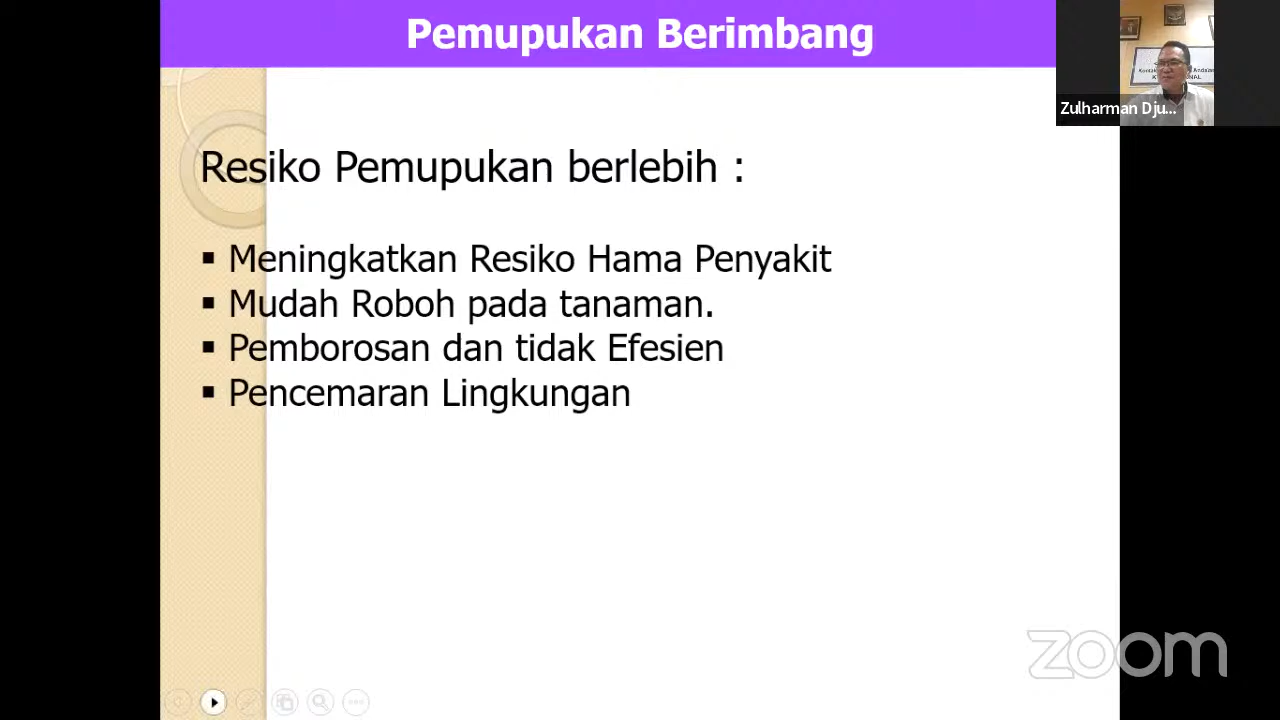 Pemupukan Berimbang
Zulharman Dju...
Resiko Pemupukan berlebih :
▪ Meningkatkan Resiko Hama Penyakit
▪ Mudah Roboh pada tanaman.
▪ Pemborosan dan tidak Efesien
▪ Pencemaran Lingkungan
zoom